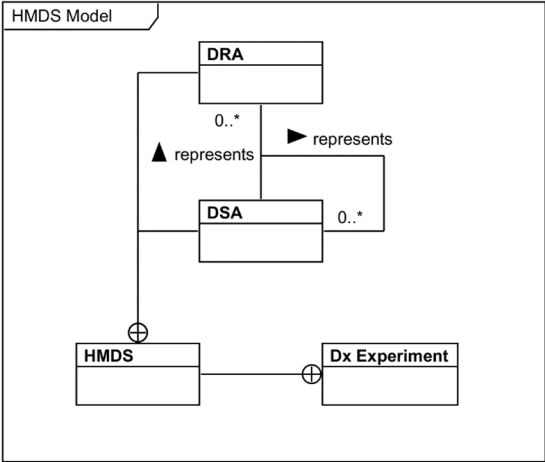 HMDS Model
DRA
0..*
represents
represents
DSA
0..*
HMDS
Dx Experiment